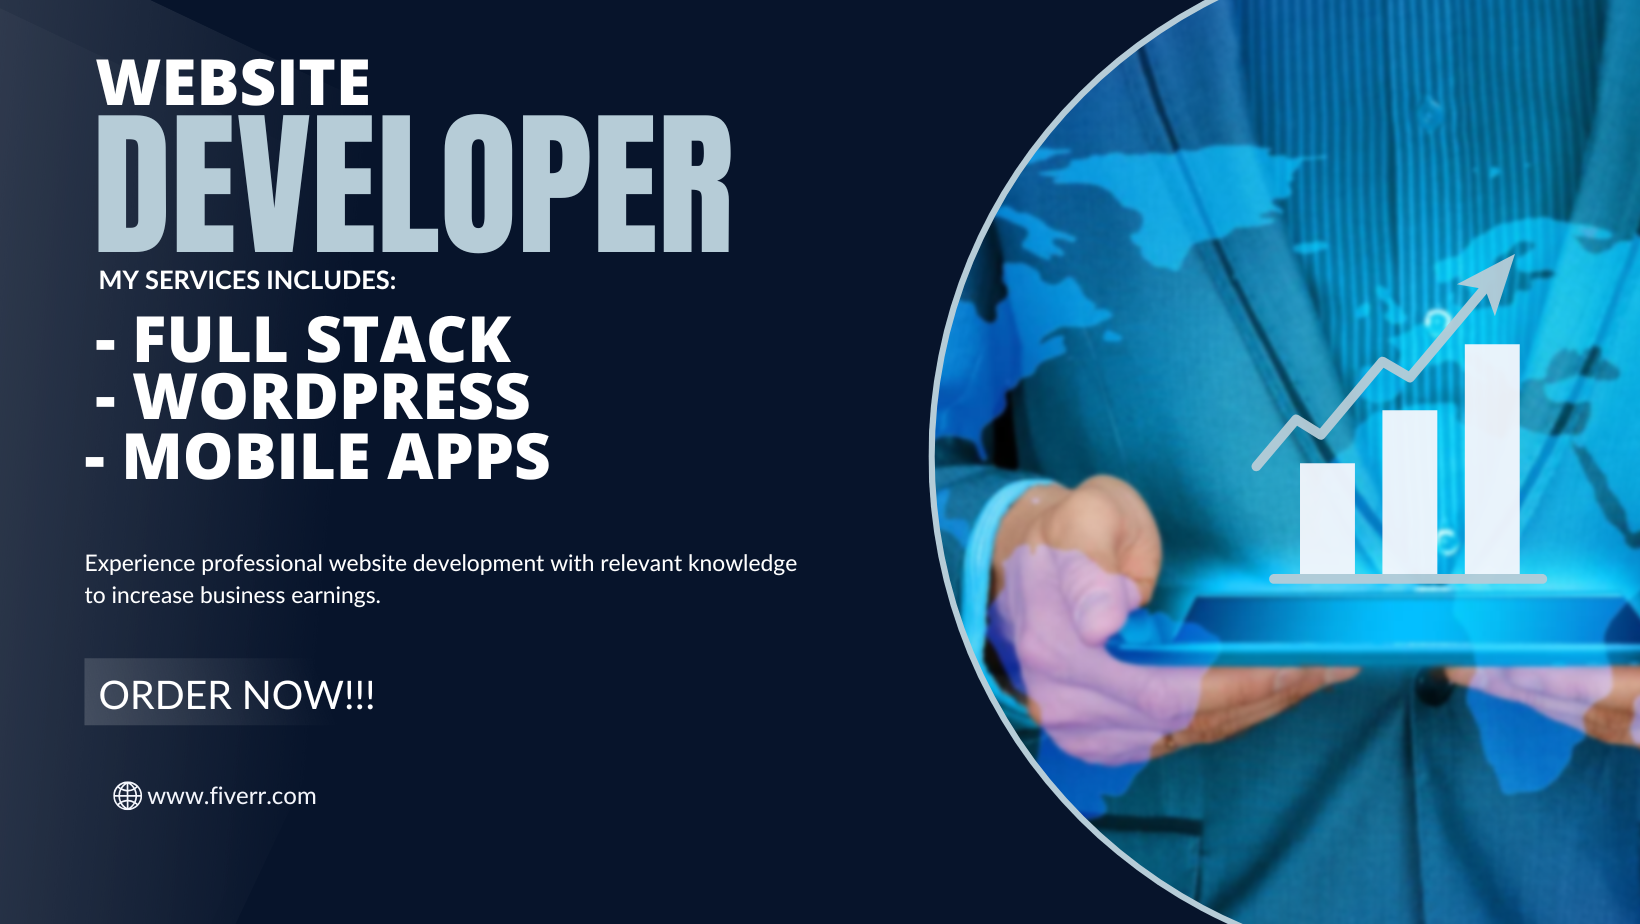 WEBSITE
DEVELOPER
MY SERVICES INCLUDES:
- FULL STACK
- WORDPRESS
- MOBILE APPS
Experience professional website development with relevant knowledge
to increase business earnings.
ORDER NOW!!!
www.fiverr.com